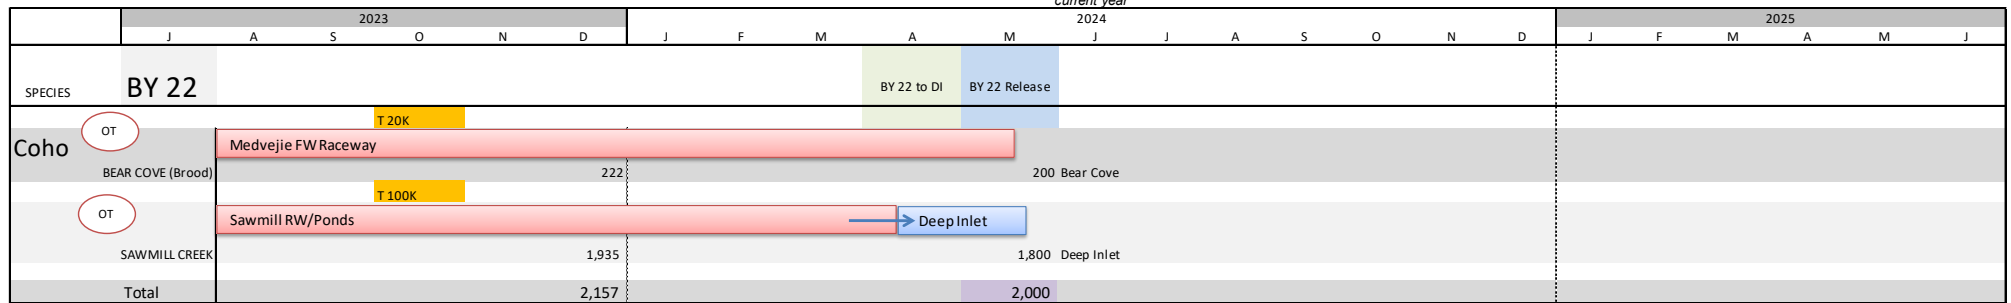 current year
2023 2024 2025
J A S O N D J F M A M J J A S O N D J F M A M J
SPECIES BY 22 BY 22 to DI BY 22 Release
T 20K
OT
Coho Medvejie FW Raceway
BEAR COVE (Brood) 222 200 Bear Cove
T 100K
OT Sawmill RW/Ponds Deep Inlet
SAWMILL CREEK 1,935 1,800 Deep Inlet
Total 2,157 2,000